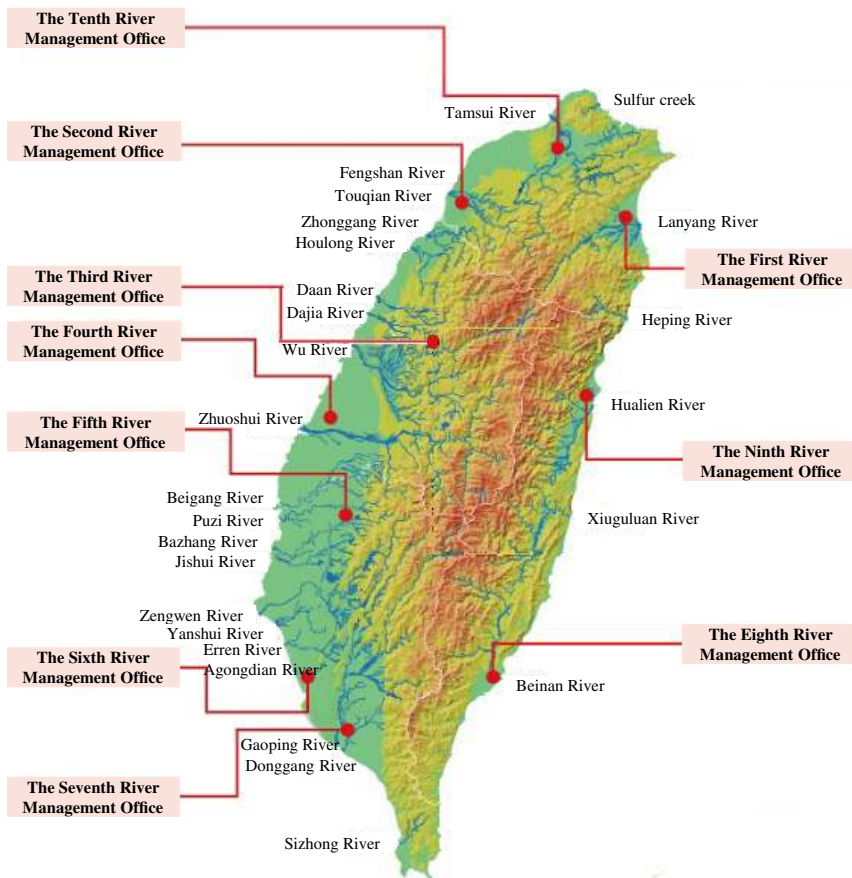 The Tenth River
Management Office
Sulfur creek
Tamsui River
The Second River
Management Office
Fengshan River
Touqian River
Zhonggang River
Houlong River
Lanyang River
The First River
Management Office
The Third River
Management Office
Daan River
Dajia River
Heping River
The Fourth River
Management Office
Wu River
Hualien River
Zhuoshui River
The Fifth River
Management Office
The Ninth River
Management Office
Beigang River
Puzi River
Xiuguluan River
Bazhang River
Jishui River
Zengwen River
Yanshui River
Erren River
Agongdian River
The Sixth River
Management Office
The Eighth River
Management Office
Beinan River
Gaoping River
Donggang River
The Seventh River
Management Office
Sizhong River